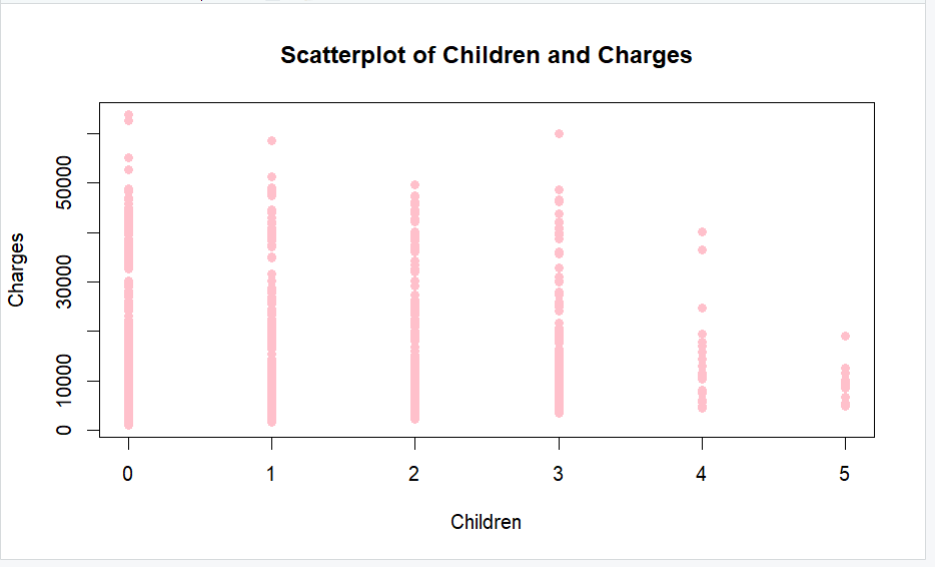 Scatterplot of Children and Charges
Charges
50000
30000
10000
0
0 1 2 3 4 5
Children